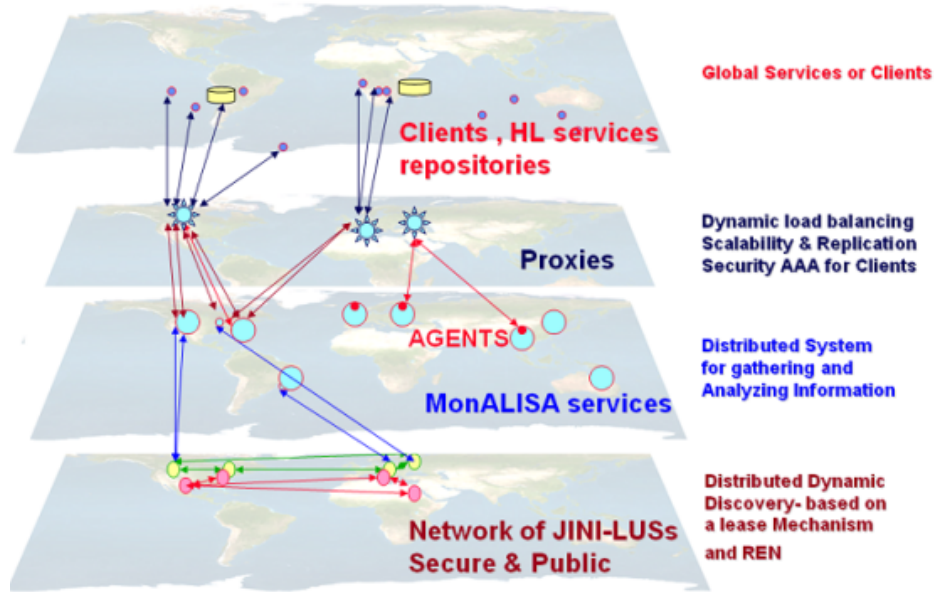 Global Services or Clients
Clients , HL services
repositories
Dynamic load balancing
Scalability & Replication
Security AAA for Clients
Proxies
AGENTS
Distributed System
for gathering and
Analyzing Information
MonALISA services
Distributed Dynamic
Discovery- based on
a lease Mechanism
and REN
Network of JINI-LUSs
Secure & Public